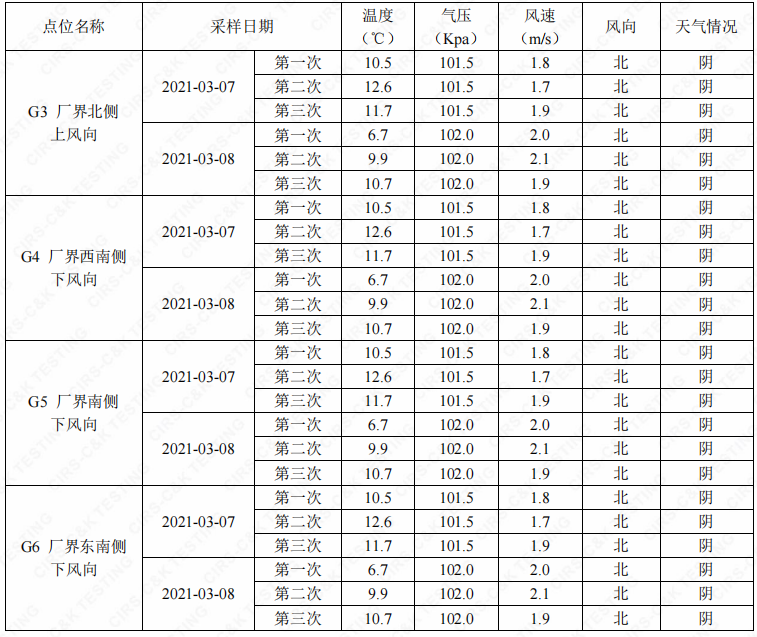 点位名称 采样日期 温度（℃） 气压（Kpa） 风速（m/s） 风向 天气情况
G3 厂界北侧上风向 2021-03-07 第一次 10.5 101.5 1.8 北 阴
第二次 12.6 101.5 1.7 北 阴
第三次 11.7 101.5 1.9 北 阴
2021-03-08 第一次 6.7 102.0 2.0 北 阴
第二次 9.9 102.0 2.1 北 阴
第三次 10.7 102.0 1.9 北 阴
G4 厂界西南侧下风向 2021-03-07 第一次 10.5 101.5 1.8 北 阴
第二次 12.6 101.5 1.7 北 阴
第三次 11.7 101.5 1.9 北 阴
2021-03-08 第一次 6.7 102.0 2.0 北 阴
第二次 9.9 102.0 2.1 北 阴
第三次 10.7 102.0 1.9 北 阴
G5 厂界南侧下风向 2021-03-07 第一次 10.5 101.5 1.8 北 阴
第二次 12.6 101.5 1.7 北 阴
第三次 11.7 101.5 1.9 北 阴
2021-03-08 第一次 6.7 102.0 2.0 北 阴
第二次 9.9 102.0 2.1 北 阴
第三次 10.7 102.0 1.9 北 阴
G6 厂界东南侧下风向 2021-03-07 第一次 10.5 101.5 1.8 北 阴
第二次 12.6 101.5 1.7 北 阴
第三次 11.7 101.5 1.9 北 阴
2021-03-08 第一次 6.7 102.0 2.0 北 阴
第二次 9.9 102.0 2.1 北 阴
第三次 10.7 102.0 1.9 北 阴
CIRS-C&K TESTING